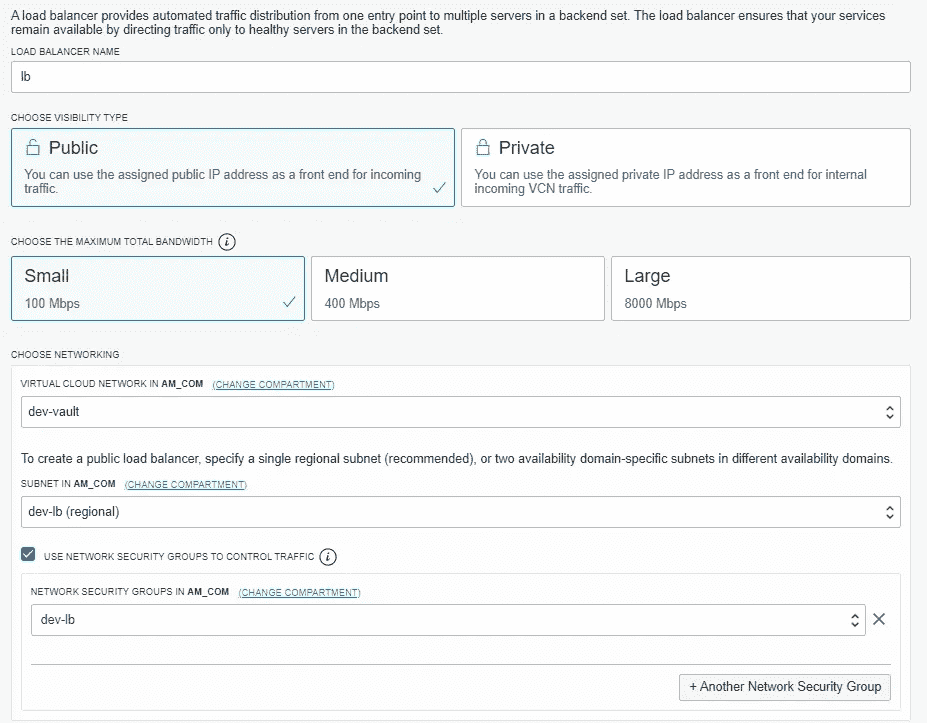 A load balancer provides automated traffic distribution from one entry point to multiple servers in a backend set. The load balancer ensures that your services
remain available by directing traffic only to healthy servers in the backend set.
LOAD BALANCER NAME
lb
CHOOSE VISIBILITY TYPE
Public
You can use the assigned public IP address as a front end for incoming
traffic.
Private
You can use the assigned private IP address as a front end for internal
incoming VCN traffic.
CHOOSE THE MAXIMUM TOTAL BANDWIDTH i
Small
100 Mbps
Medium
400 Mbps
Large
8000 Mbps
CHOOSE NETWORKING
VIRTUAL CLOUD NETWORK IN AM_COM (CHANGE COMPARTMENT)
dev-vault
To create a public load balancer, specify a single regional subnet (recommended), or two availability domain-specific subnets in different availability domains.
SUBNET IN AM_COM (CHANGE COMPARTMENT)
dev-lb (regional)
USE NETWORK SECURITY GROUPS TO CONTROL TRAFFIC i
NETWORK SECURITY GROUPS IN AM_COM (CHANGE COMPARTMENT)
dev-lb
+ Another Network Security Group